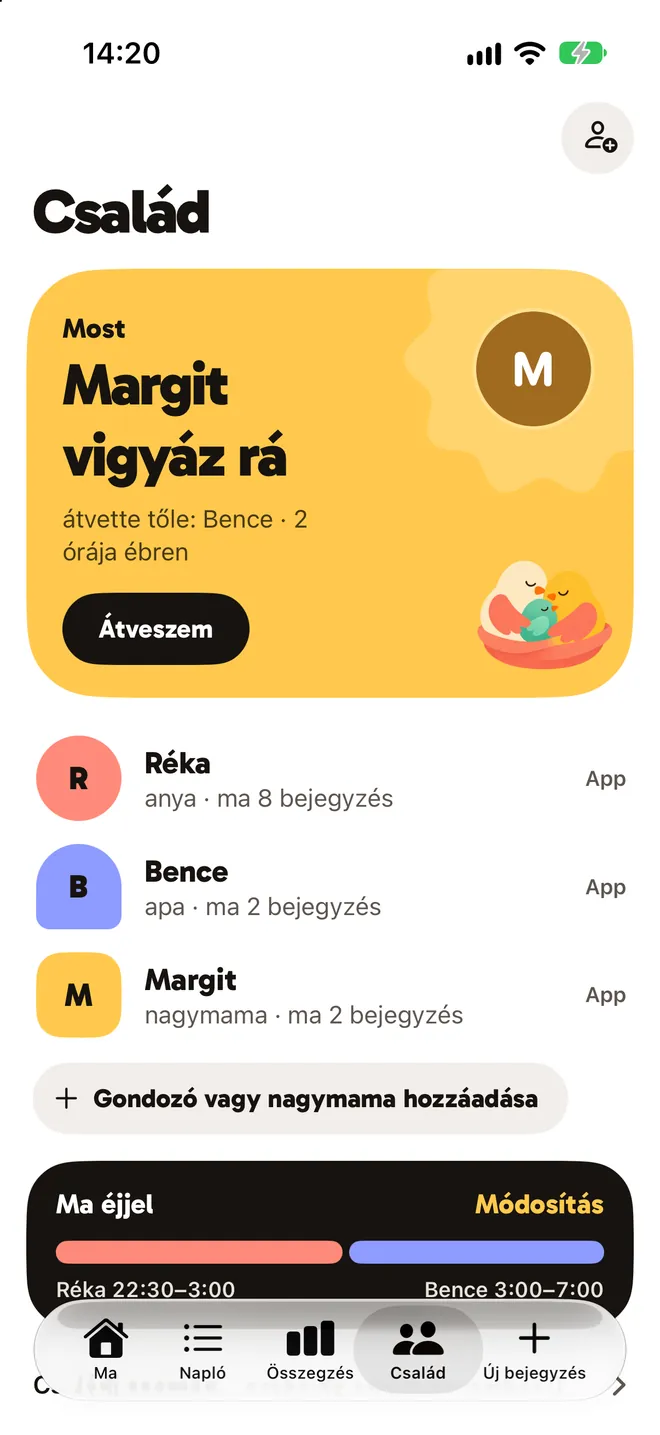 14:20
Család
Most
Margit
vigyáz rá
M
átvette tőle: Bence · 2
órája ébren
Átveszem
R
Réka
anya · ma 8 bejegyzés
App
B
Bence
apa · ma 2 bejegyzés
App
M
Margit
nagymama · ma 2 bejegyzés
App
+ Gondozó vagy nagymama hozzáadása
Ma éjjel
Módosítás
Réka 22:30–3:00
Bence 3:00–7:00
Ma
Napló
Összegzés
Család
Új bejegyzés